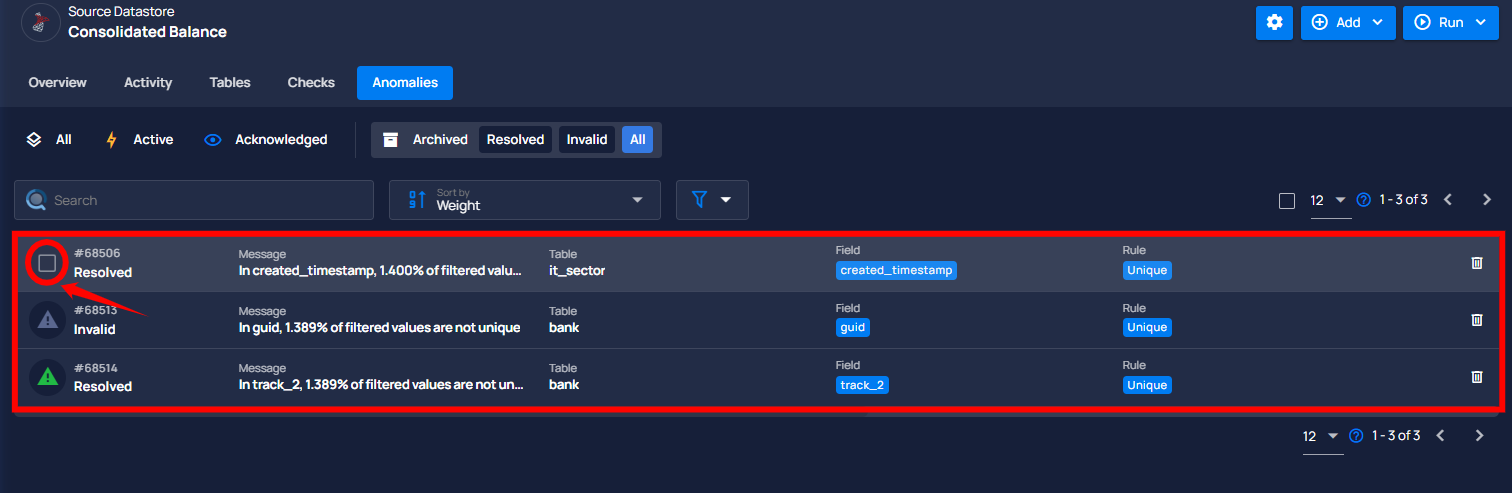 Source Datastore
Consolidated Balance
Add
Run
Overview Activity Tables Checks Anomalies
All Active Acknowledged Archived Resolved Invalid All
Search
Sort by
Weight
12 1 - 3 of 3
#68506 Message Table Field Rule
Resolved In created_timestamp, 1.400% of filtered valu... it_sector created_timestamp Unique
#68513 Message Table Field Rule
Invalid In guid, 1.389% of filtered values are not unique bank guid Unique
#68514 Message Table Field Rule
Resolved In track_2, 1.389% of filtered values are not un... bank track_2 Unique
12 1 - 3 of 3